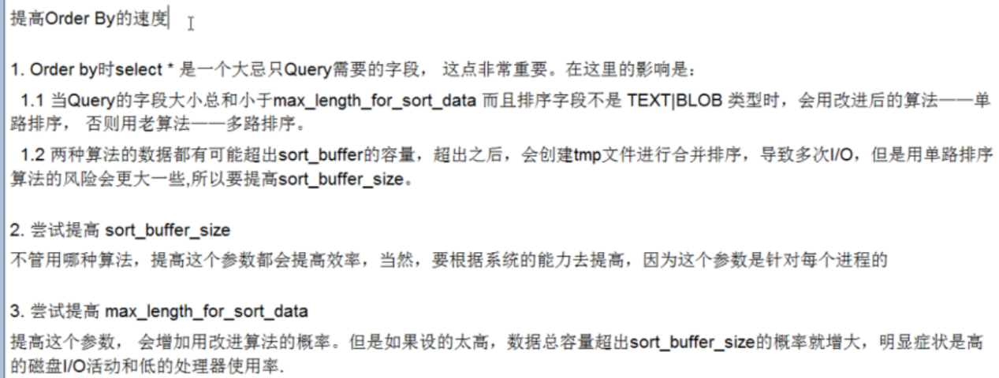 提高Order By的速度
1. Order by时select * 是一个大忌只Query需要的字段， 这点非常重要。在这里的影响是：
1.1 当Query的字段大小总和小于max_length_for_sort_data 而且排序字段不是 TEXT|BLOB 类型时，会用改进后的算法——单
路排序， 否则用老算法——多路排序。
1.2 两种算法的数据都有可能超出sort_buffer的容量，超出之后，会创建tmp文件进行合并排序，导致多次I/O，但是用单路排序
算法的风险会更大一些,所以要提高sort_buffer_size。
2. 尝试提高 sort_buffer_size
不管用哪种算法，提高这个参数都会提高效率，当然，要根据系统的能力去提高，因为这个参数是针对每个进程的
3. 尝试提高 max_length_for_sort_data
提高这个参数， 会增加用改进算法的概率。但是如果设的太高，数据总容量超出sort_buffer_size的概率就增大，明显症状是高
的磁盘I/O活动和低的处理器使用率.